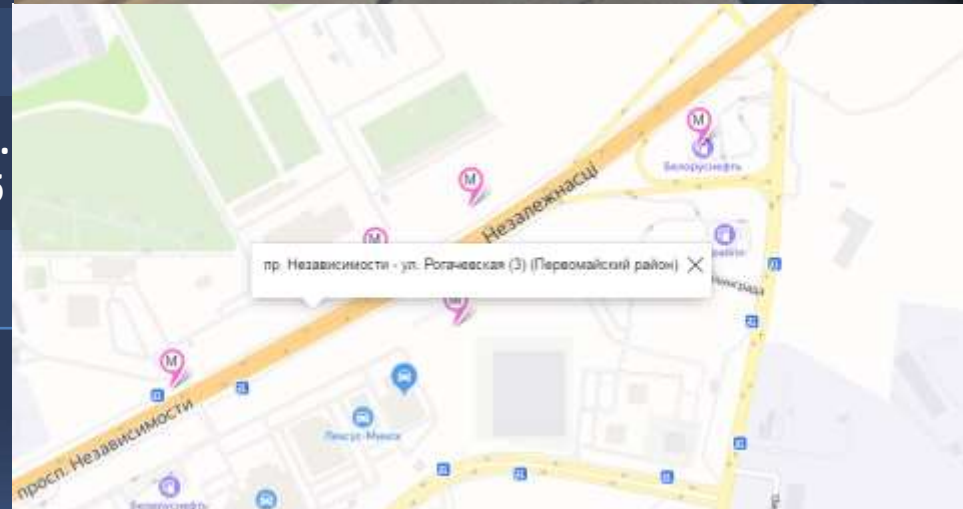 Белоруснефть
Незалежнасці
пр. Независимости - ул. Рогачевская (3) (Первомайский район)
просп. Независимости
Лексус-Минск
Белоруснефть
M
M
M
M
M